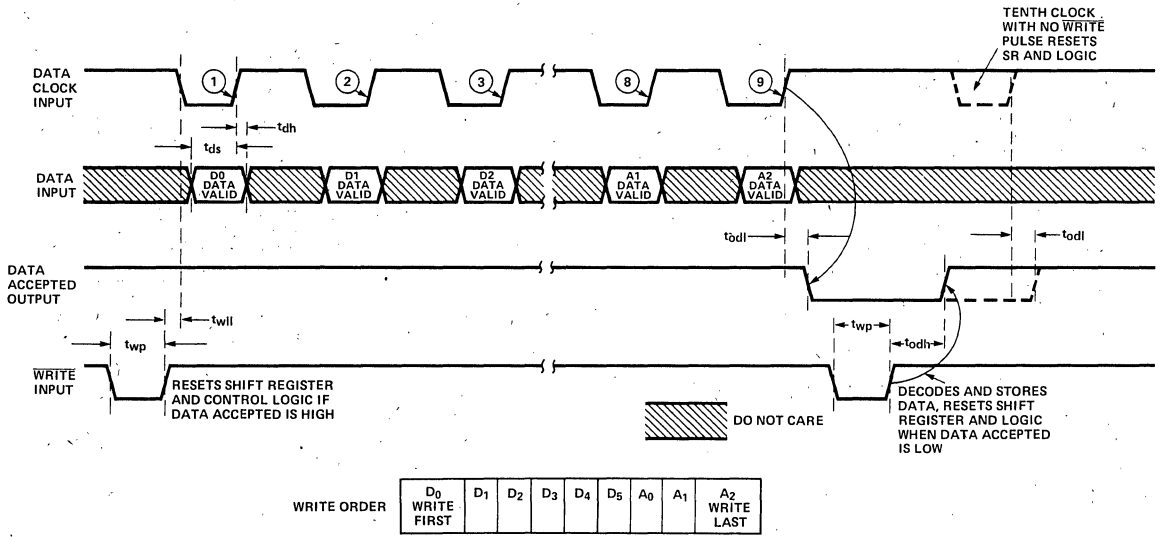 TENTH CLOCK
WITH NO WRITE
PULSE RESETS
SR AND LOGIC
DATA
CLOCK
INPUT
1
2
3
8
9
tdh
tds
DATA
INPUT
D0
DATA
VALID
D1
DATA
VALID
D2
DATA
VALID
A1
DATA
VALID
A2
DATA
VALID
todl
todl
DATA
ACCEPTED
OUTPUT
twil
twp
twp
todh
WRITE
INPUT
RESETS SHIFT REGISTER
AND CONTROL LOGIC IF
DATA ACCEPTED IS HIGH
DECODES AND STORES
DATA, RESETS SHIFT
REGISTER AND LOGIC
WHEN DATA ACCEPTED
IS LOW
DO NOT CARE
WRITE ORDER
D0
WRITE
FIRST
D1
D2
D3
D4
D5
A0
A1
A2
WRITE
LAST